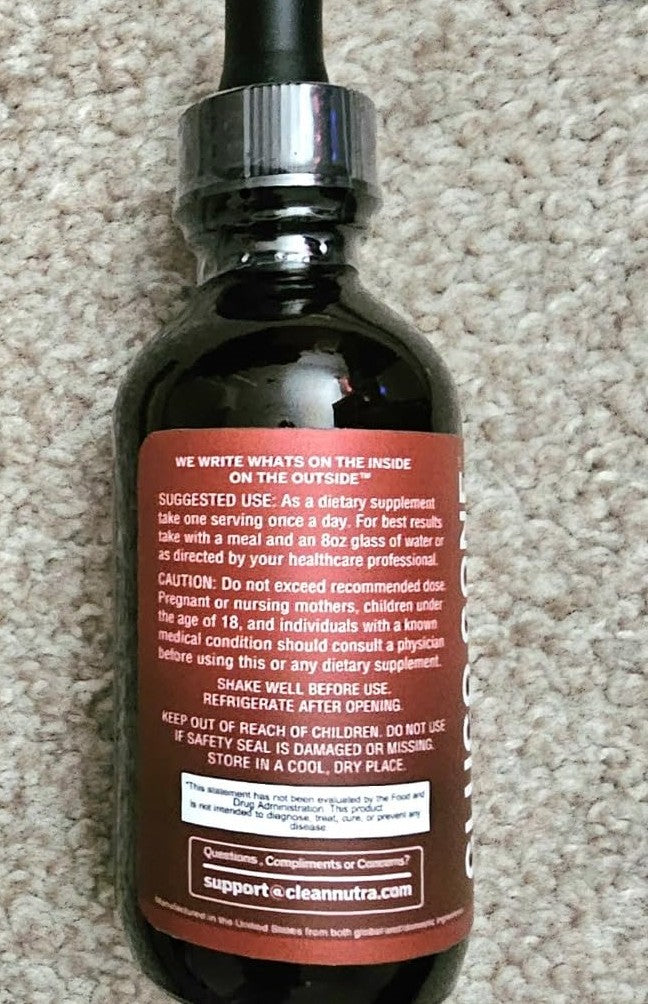 WE WRITE WHATS ON THE INSIDE
ON THE OUTSIDE™
SUGGESTED USE: As a dietary supplement
take one serving once a day. For best results
take with a meal and an 8oz glass of water or
as directed by your healthcare professional.
CAUTION: Do not exceed recommended dose.
Pregnant or nursing mothers, children under
the age of 18, and individuals with a known
medical condition should consult a physician
before using this or any dietary supplement.
SHAKE WELL BEFORE USE.
REFRIGERATE AFTER OPENING.
KEEP OUT OF REACH OF CHILDREN. DO NOT USE
IF SAFETY SEAL IS DAMAGED OR MISSING.
STORE IN A COOL, DRY PLACE.
*This statement has not been evaluated by the Food and
Drug Administration. This product
is not intended to diagnose, treat, cure, or prevent any
disease
Questions , Compliments or Concerns?
support@cleannutra.com
Manufactured in the United States from both global and domestic ingredients